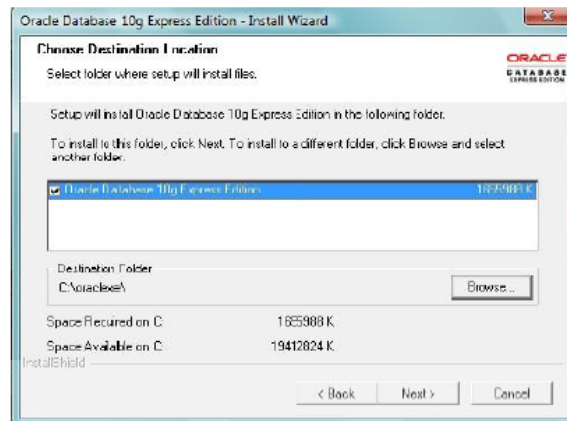 Oracle Database 10g Express Edition - Install Wizard
Choose Destination Location
Select folder where setup will install files.
ORACLE
DATABASE
EXPRESS EDITION
Setup will install Oracle Database 10g Express Edition in the following folder.
To install to this folder, click Next. To install to a different folder, click Browse and select
another folder.
Oracle Database 10g Express Edition 1655988 K
Destination Folder
C:\oraclexe\
Browse...
Space Required on C: 1655988 K
Space Available on C: 19412824 K
InstallShield
< Back Next > Cancel